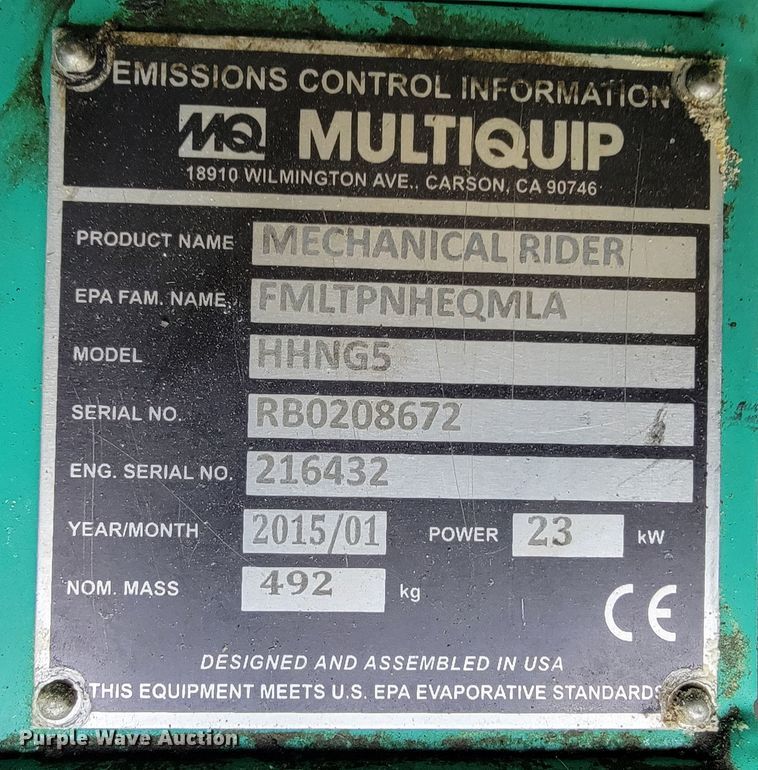 EMISSIONS CONTROL INFORMATION
MQ MULTIQUIP
18910 WILMINGTON AVE., CARSON, CA 90746
PRODUCT NAME MECHANICAL RIDER
EPA FAM. NAME FMLTPNHEQMLA
MODEL HHNG5
SERIAL NO. RB0208672
ENG. SERIAL NO. 216432
YEAR/MONTH 2015/01 POWER 23 kW
NOM. MASS 492 kg
CE
DESIGNED AND ASSEMBLED IN USA
THIS EQUIPMENT MEETS U.S. EPA EVAPORATIVE STANDARDS
Purple Wave Auction